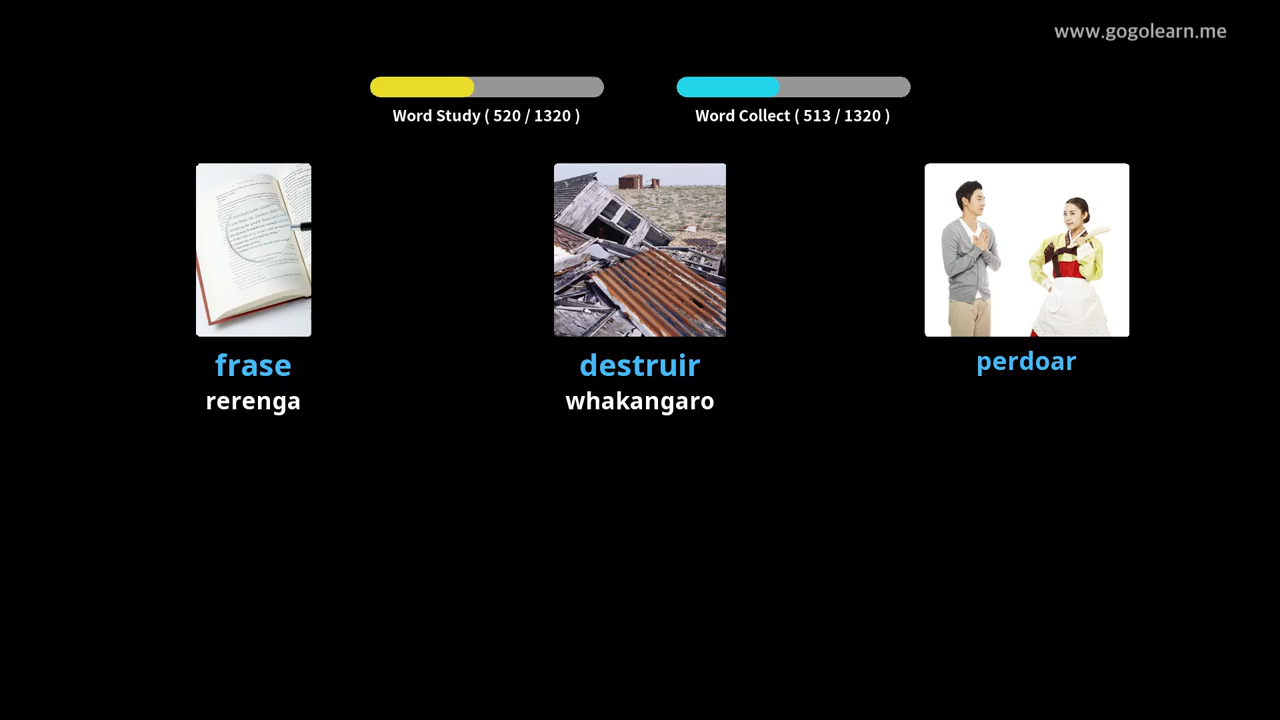 www.gogolearn.me
Word Study ( 520 / 1320 )
Word Collect ( 513 / 1320 )
frase
rerenga
destruir
whakangaro
perdoar